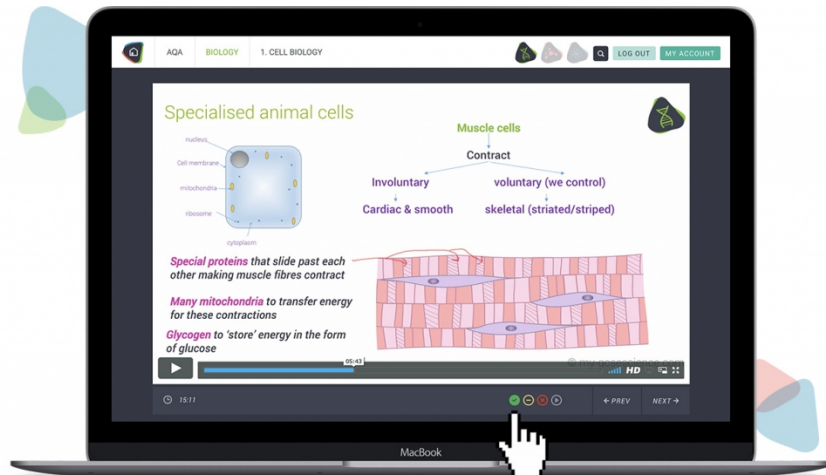 AQA
BIOLOGY
1. CELL BIOLOGY
LOG OUT
MY ACCOUNT
Specialised animal cells
nucleus
Cell membrane
mitochondria
ribosome
cytoplasm
Muscle cells
Contract
Involuntary
voluntary (we control)
Cardiac & smooth
skeletal (striated/striped)
Special proteins that slide past each
other making muscle fibres contract
Many mitochondria to transfer energy
for these contractions
Glycogen to 'store' energy in the form
of glucose
© my-gcsescience.com
05:43
HD
15:11
← PREV
NEXT →
MacBook